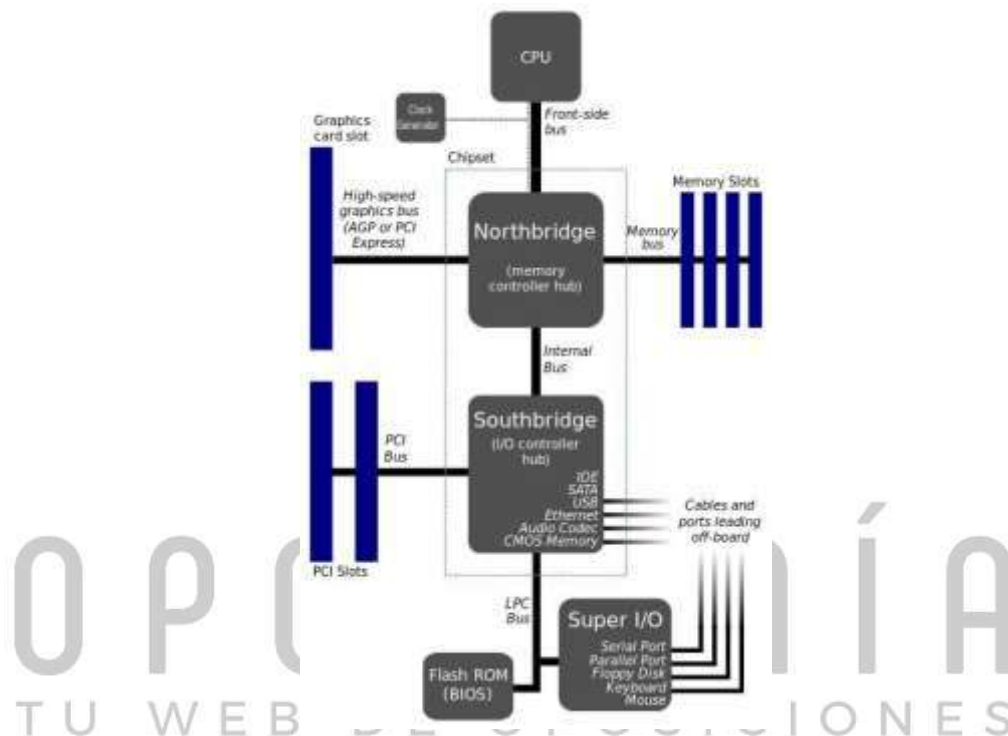 CPU
Clock
Generator
Front-side
bus
Graphics
card slot
Chipset
High-speed
graphics bus
(AGP or PCI
Express)
Northbridge
(memory
controller hub)
Memory
bus
Memory Slots
Internal
Bus
Southbridge
(I/O controller
hub)
IDE
SATA
USB
Ethernet
Audio Codec
CMOS Memory
PCI
Bus
PCI Slots
Cables and
ports leading
off-board
LPC
Bus
Super I/O
Serial Port
Parallel Port
Floppy Disk
Keyboard
Mouse
Flash ROM
(BIOS)
TU WEB DE OPOSICIONES